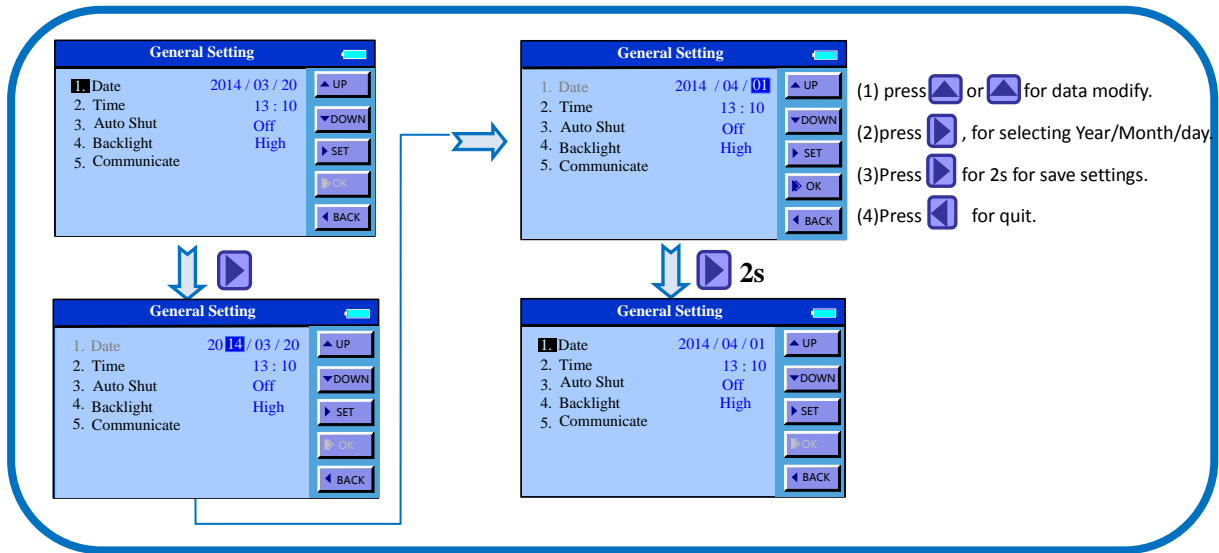 General Setting
1. Date 2014 / 03 / 20
2. Time 13 : 10
3. Auto Shut Off
4. Backlight High
5. Communicate
UP
DOWN
SET
OK
BACK
General Setting
1. Date 20 14 / 03 / 20
2. Time 13 : 10
3. Auto Shut Off
4. Backlight High
5. Communicate
UP
DOWN
SET
OK
BACK
General Setting
1. Date 2014 / 04 / 01
2. Time 13 : 10
3. Auto Shut Off
4. Backlight High
5. Communicate
UP
DOWN
SET
OK
BACK
2s
General Setting
1. Date 2014 / 04 / 01
2. Time 13 : 10
3. Auto Shut Off
4. Backlight High
5. Communicate
UP
DOWN
SET
OK
BACK
(1) press or for data modify.
(2)press , for selecting Year/Month/day.
(3)Press for 2s for save settings.
(4)Press for quit.